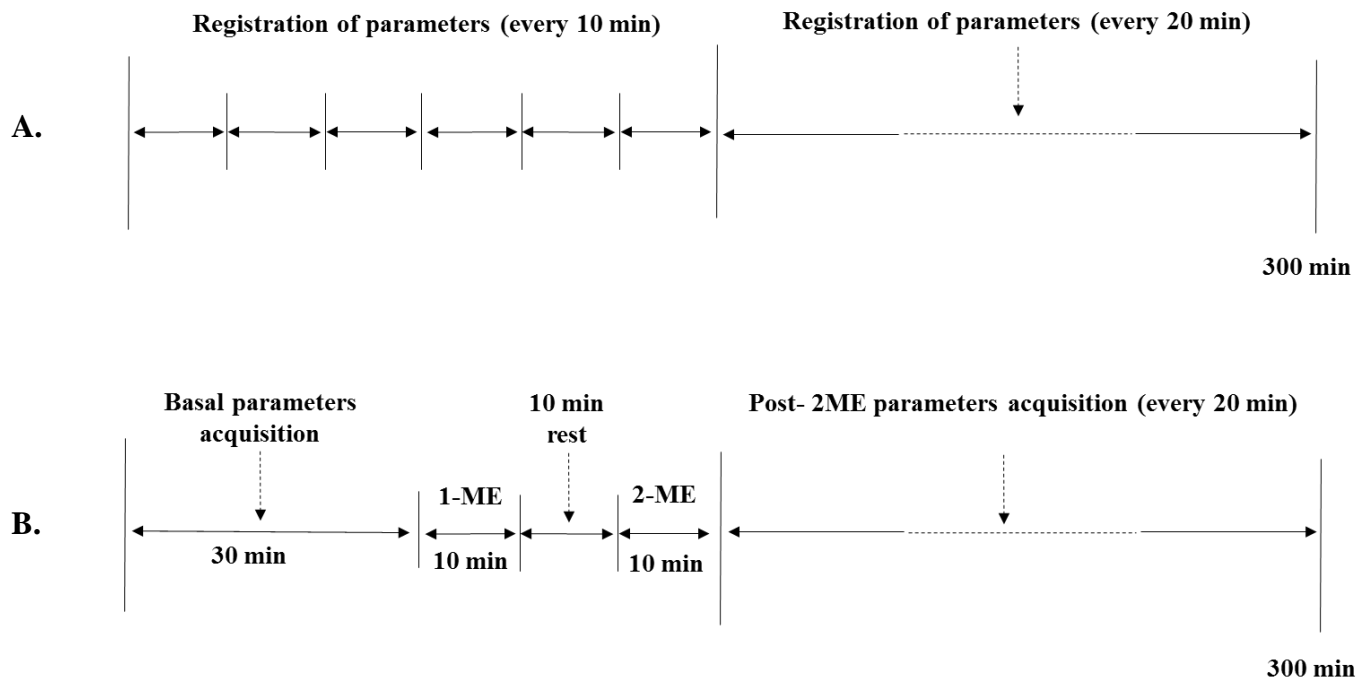 Registration of parameters (every 10 min)
Registration of parameters (every 20 min)
A.
300 min
Basal parameters
acquisition
10 min
rest
Post- 2ME parameters acquisition (every 20 min)
1-ME
2-ME
B.
30 min
10 min
10 min
300 min